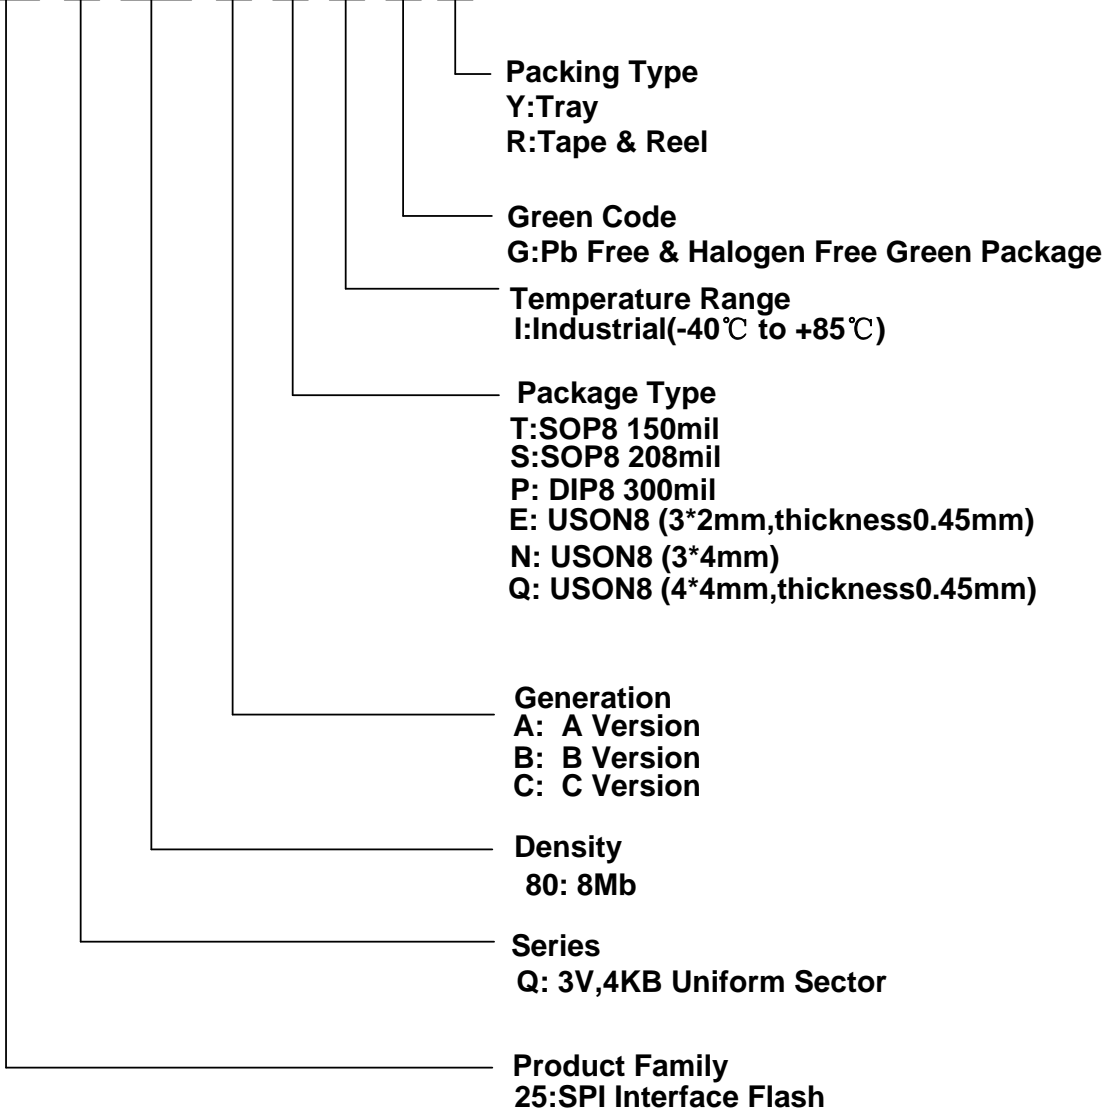 Packing Type
Y:Tray
R:Tape & Reel
Green Code
G:Pb Free & Halogen Free Green Package
Temperature Range
I:Industrial(-40℃ to +85℃)
Package Type
T:SOP8 150mil
S:SOP8 208mil
P: DIP8 300mil
E: USON8 (3*2mm,thickness0.45mm)
N: USON8 (3*4mm)
Q: USON8 (4*4mm,thickness0.45mm)
Generation
A: A Version
B: B Version
C: C Version
Density
80: 8Mb
Series
Q: 3V,4KB Uniform Sector
Product Family
25:SPI Interface Flash